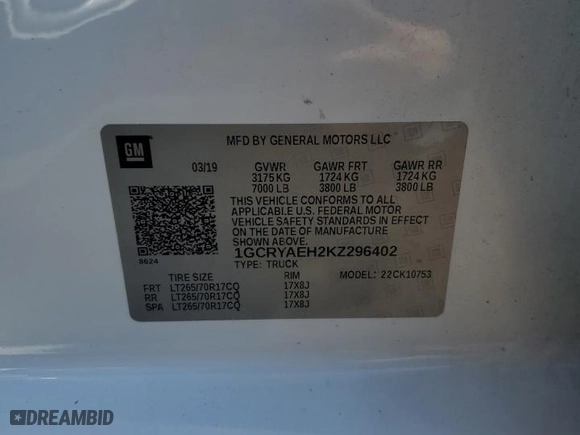 GM
MFD BY GENERAL MOTORS LLC
03/19 GVWR GAWR FRT GAWR RR
3175 KG 1724 KG 1724 KG
7000 LB 3800 LB 3800 LB
THIS VEHICLE CONFORMS TO ALL
APPLICABLE U.S. FEDERAL MOTOR
VEHICLE SAFETY STANDARDS IN EFFECT
ON THE DATE OF MANUFACTURE
SHOWN ABOVE.
1GCRYAEH2KZ296402
8624 TYPE: TRUCK
TIRE SIZE RIM MODEL: 22CK10753
FRT LT265/70R17CQ 17X8J
RR LT265/70R17CQ 17X8J
SPA LT265/70R17CQ 17X8J
DREAMBID